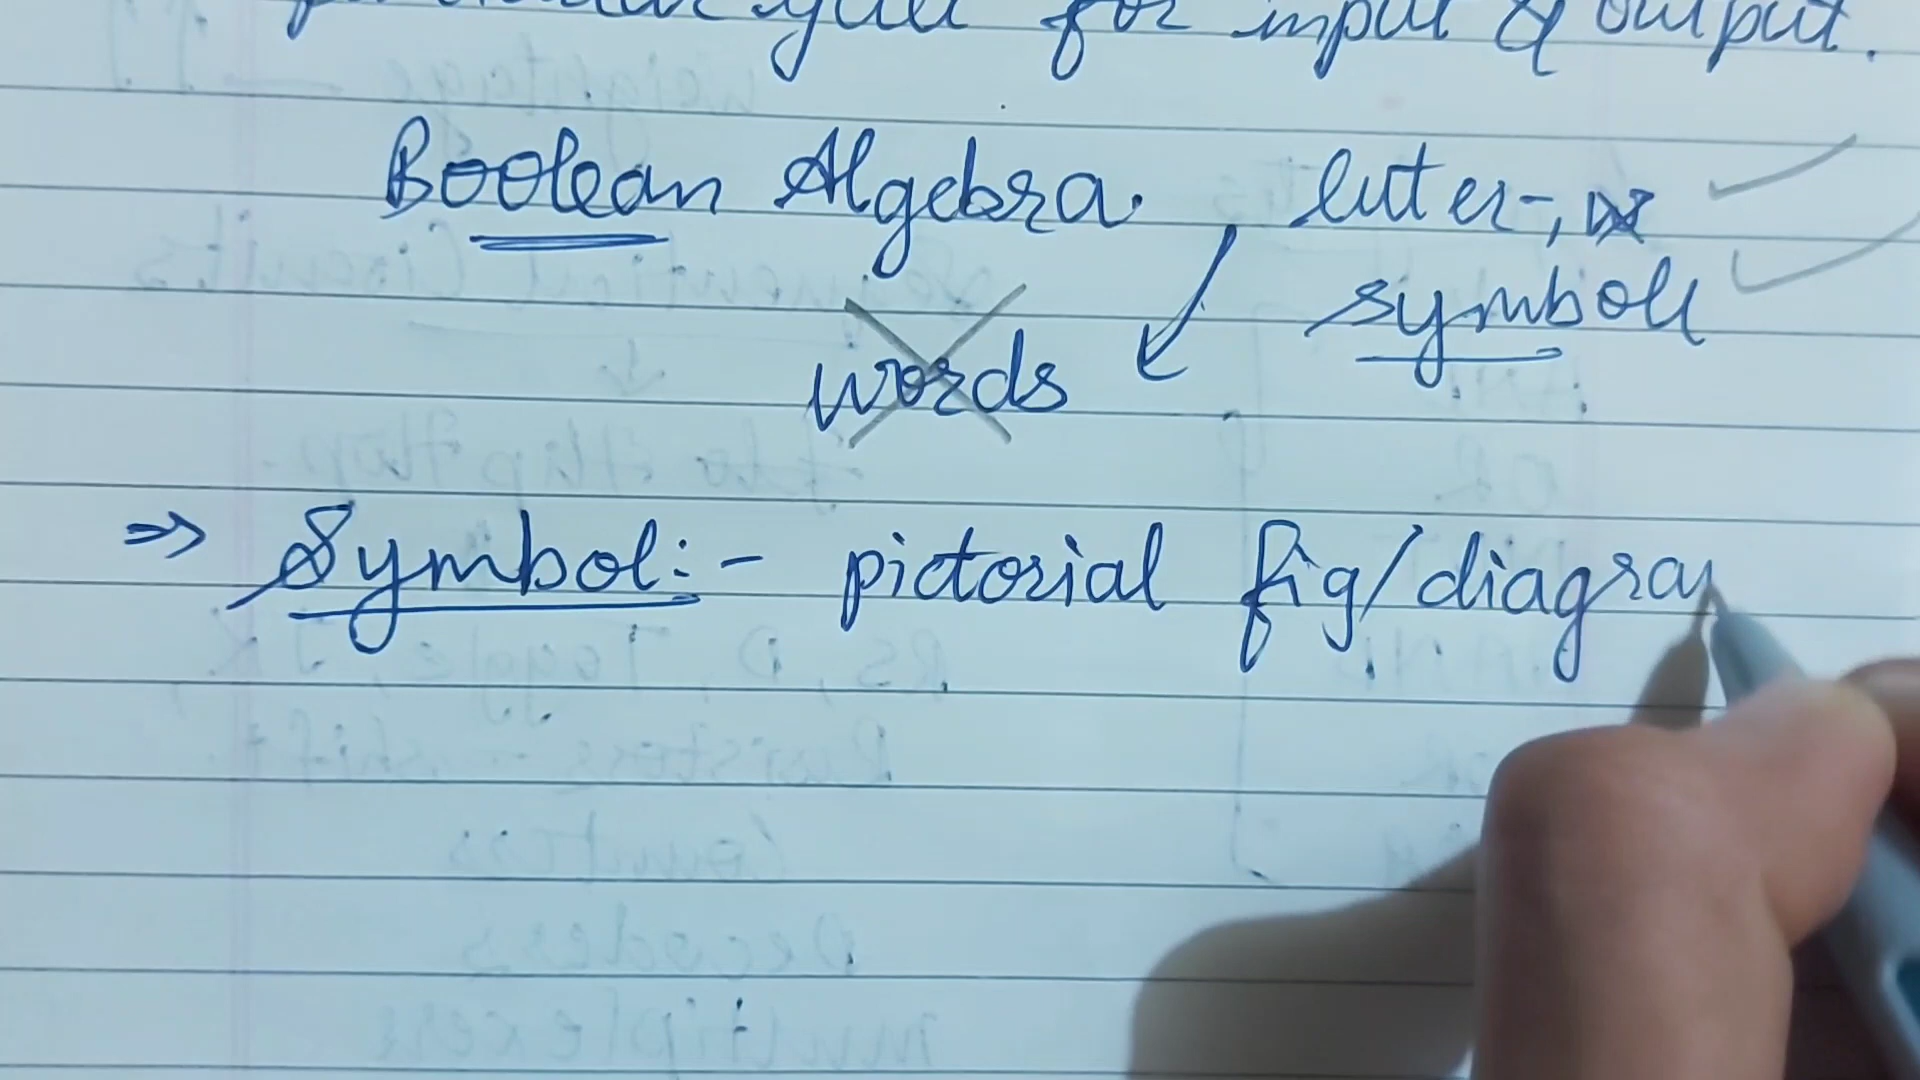 for input & output.
Boolean Algebra. letter,
symbol
words
⇒ Symbol:- pictorial fig/diagra